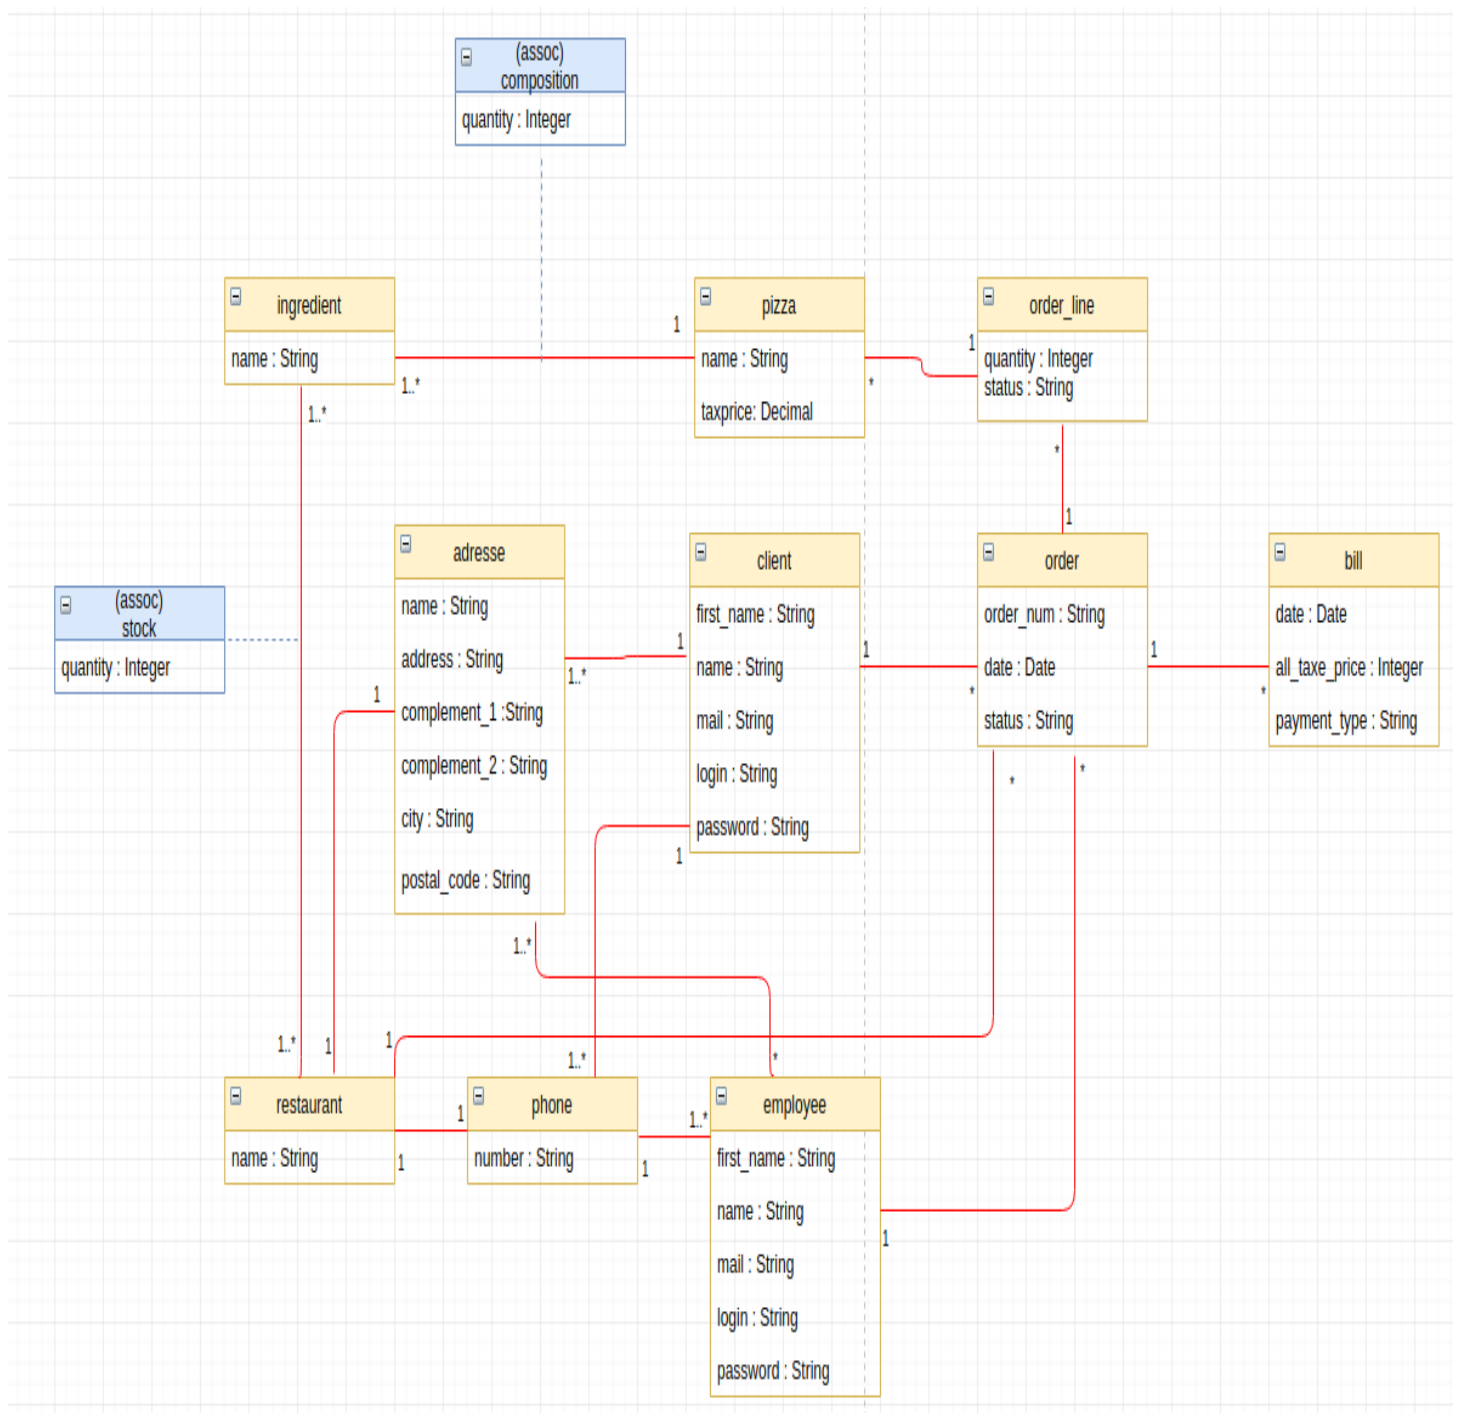 (assoc)
composition
quantity : Integer
ingredient
name : String
1..*
1..*
1
pizza
name : String
taxprice: Decimal
*
1
order_line
quantity : Integer
status : String
*
1
(assoc)
stock
quantity : Integer
adresse
name : String
address : String
complement_1 :String
complement_2 : String
city : String
postal_code : String
1
1..*
1
1..*
client
first_name : String
name : String
mail : String
login : String
password : String
1
1
*
order
order_num : String
date : Date
status : String
1
*
*
*
bill
date : Date
all_taxe_price : Integer
payment_type : String
1..*
1
1
1..*
*
restaurant
name : String
1
1
phone
number : String
1
1..*
employee
first_name : String
name : String
mail : String
login : String
password : String
1